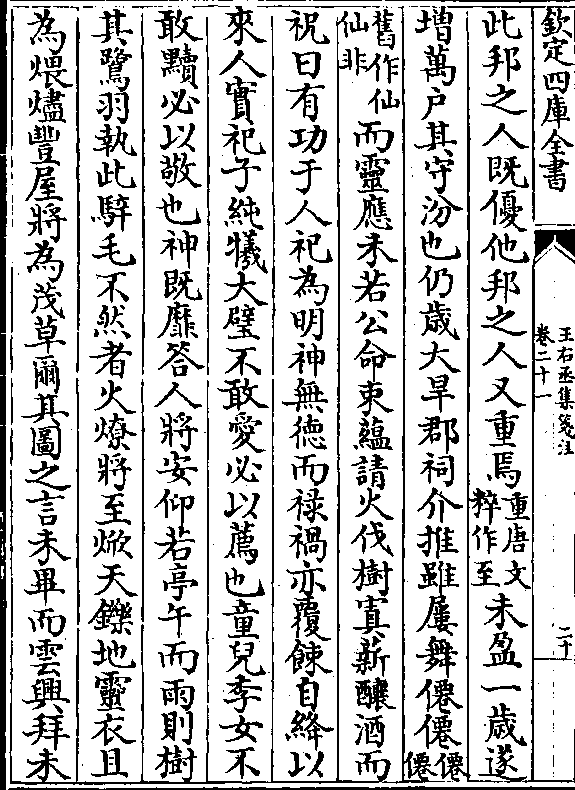 欽定四庫全書
王右丞集箋注
卷二十一
二十
此邦之人既優他邦之人又重焉重唐文粹作至未盈一歲遂
增萬戶其守汾也仍歲大旱郡祠介推雖屢舞僊僊僊僊
舊作仙仙非而靈應未若公命束蘊請火伐樹寘薪釀酒而
祝曰有功于人祀為明神無徳而禄禍亦覆餗自絳以
來人實祀子純犧大璧不敢愛必以薦也童兒季女不
敢黷必以敬也神既靡答人將安仰若亭午而雨則樹
其鷺羽執此騂毛不然者火燎將至焮天鑠地靈衣且
為煨燼豐屋將為茂草爾其圖之言未畢而雲興拜未